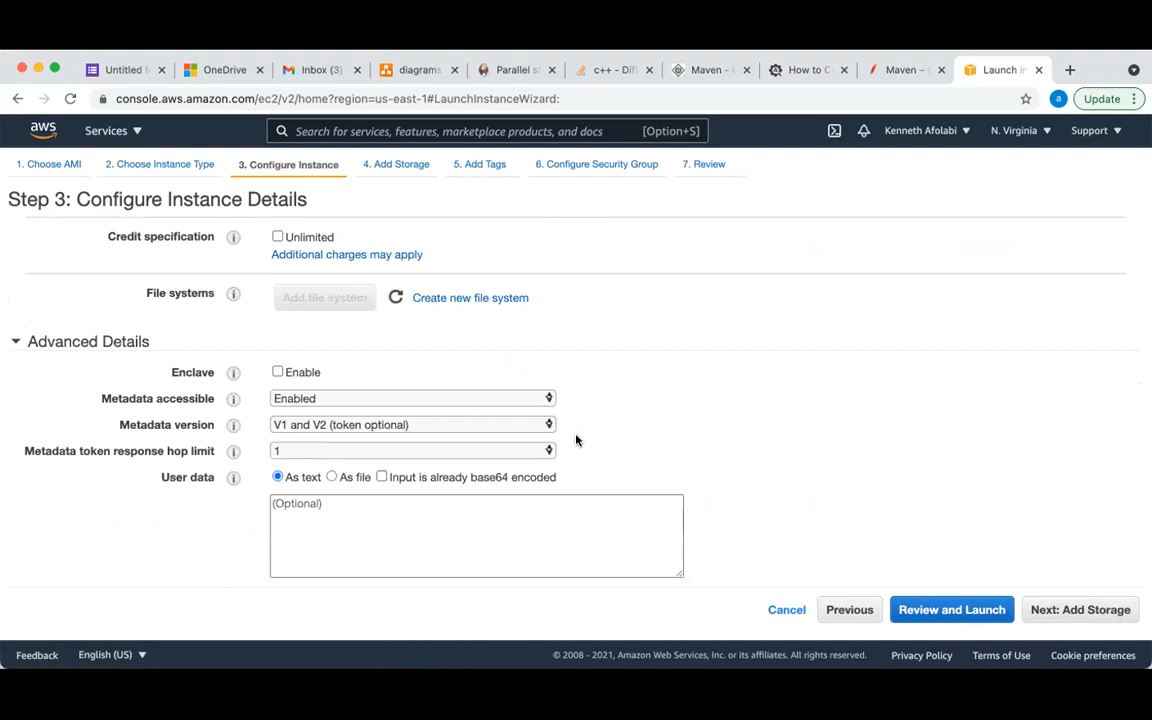 Untitled f
OneDrive
Inbox (3)
diagrams
Parallel s
c++ - Dif
Maven -
How to C
Maven –
Launch in
console.aws.amazon.com/ec2/v2/home?region=us-east-1#LaunchInstanceWizard:
a
Update
aws
Services
Search for services, features, marketplace products, and docs
[Option+S]
Kenneth Afolabi
N. Virginia
Support
1. Choose AMI
2. Choose Instance Type
3. Configure Instance
4. Add Storage
5. Add Tags
6. Configure Security Group
7. Review
Step 3: Configure Instance Details
Credit specification
i
Unlimited
Additional charges may apply
File systems
i
Add file system
Create new file system
Advanced Details
Enclave
i
Enable
Metadata accessible
i
Enabled
Metadata version
i
V1 and V2 (token optional)
Metadata token response hop limit
i
1
User data
i
As text
As file
Input is already base64 encoded
(Optional)
Cancel
Previous
Review and Launch
Next: Add Storage
Feedback
English (US)
© 2008 - 2021, Amazon Web Services, Inc. or its affiliates. All rights reserved.
Privacy Policy
Terms of Use
Cookie preferences